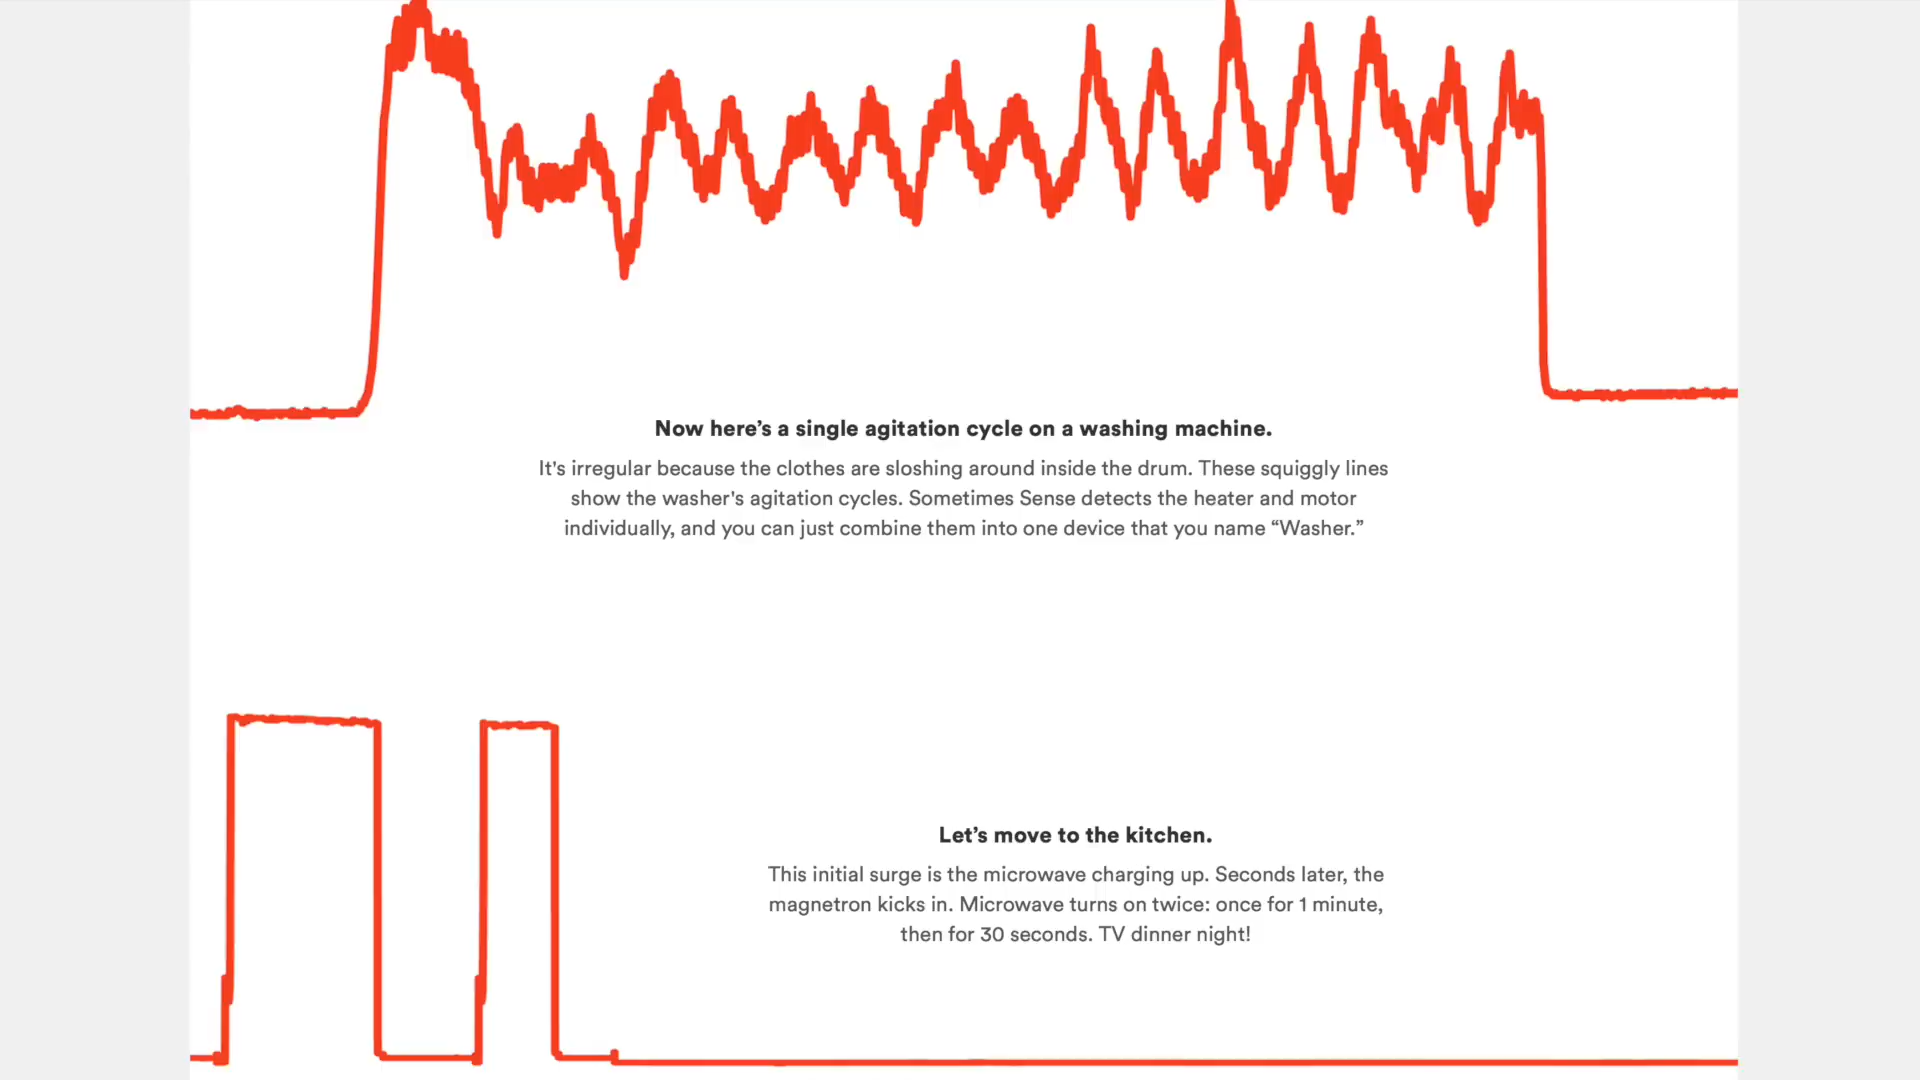 Now here’s a single agitation cycle on a washing machine.
It's irregular because the clothes are sloshing around inside the drum. These squiggly lines
show the washer's agitation cycles. Sometimes Sense detects the heater and motor
individually, and you can just combine them into one device that you name “Washer.”
Let’s move to the kitchen.
This initial surge is the microwave charging up. Seconds later, the
magnetron kicks in. Microwave turns on twice: once for 1 minute,
then for 30 seconds. TV dinner night!